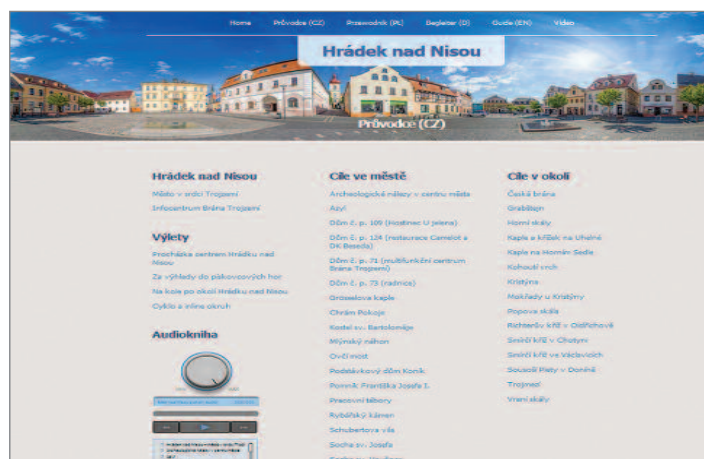 Home Průvodce (CZ) Przewodnik (PL) Begleiter (D) Guide (EN) Video
Hrádek nad Nisou
Průvodce (CZ)
Hrádek nad Nisou
Město v srdci Trojzemí
Infocentrum Brána Trojzemí
Výlety
Procházka centrem Hrádku nad
Nisou
Za výhledy do pískovcových hor
Na kole po okolí Hrádku nad Nisou
Cyklo a inline okruh
Audiokniha
Cíle ve městě
Archeologické nálezy v centru města
Azyl
Dům č. p. 109 (Hostinec U Jelena)
Dům č. p. 124 (restaurace Camelot a
DK Beseda)
Dům č. p. 71 (multifunkční centrum
Brána Trojzemí)
Dům č. p. 73 (radnice)
Grosselova kaple
Chrám Pokoje
Kostel sv. Bartoloměje
Mlýnský náhon
Ovčí most
Podstávkový dům Koník
Pomník Františka Josefa I.
Pracovní tábory
Rybářský kámen
Schubertova vila
Socha sv. Josefa
Cíle v okolí
Česká brána
Grabštejn
Horní skály
Kaple a křížek na Uhelné
Kaple na Horním Sedle
Kohoutí vrch
Kristýna
Mokřady u Kristýny
Popova skála
Richterův kříž v Oldřichově
Smírčí kříž v Chotyni
Smírčí kříž ve Václavicích
Sousoší Piety v Doníně
Trojmezí
Vraní skály